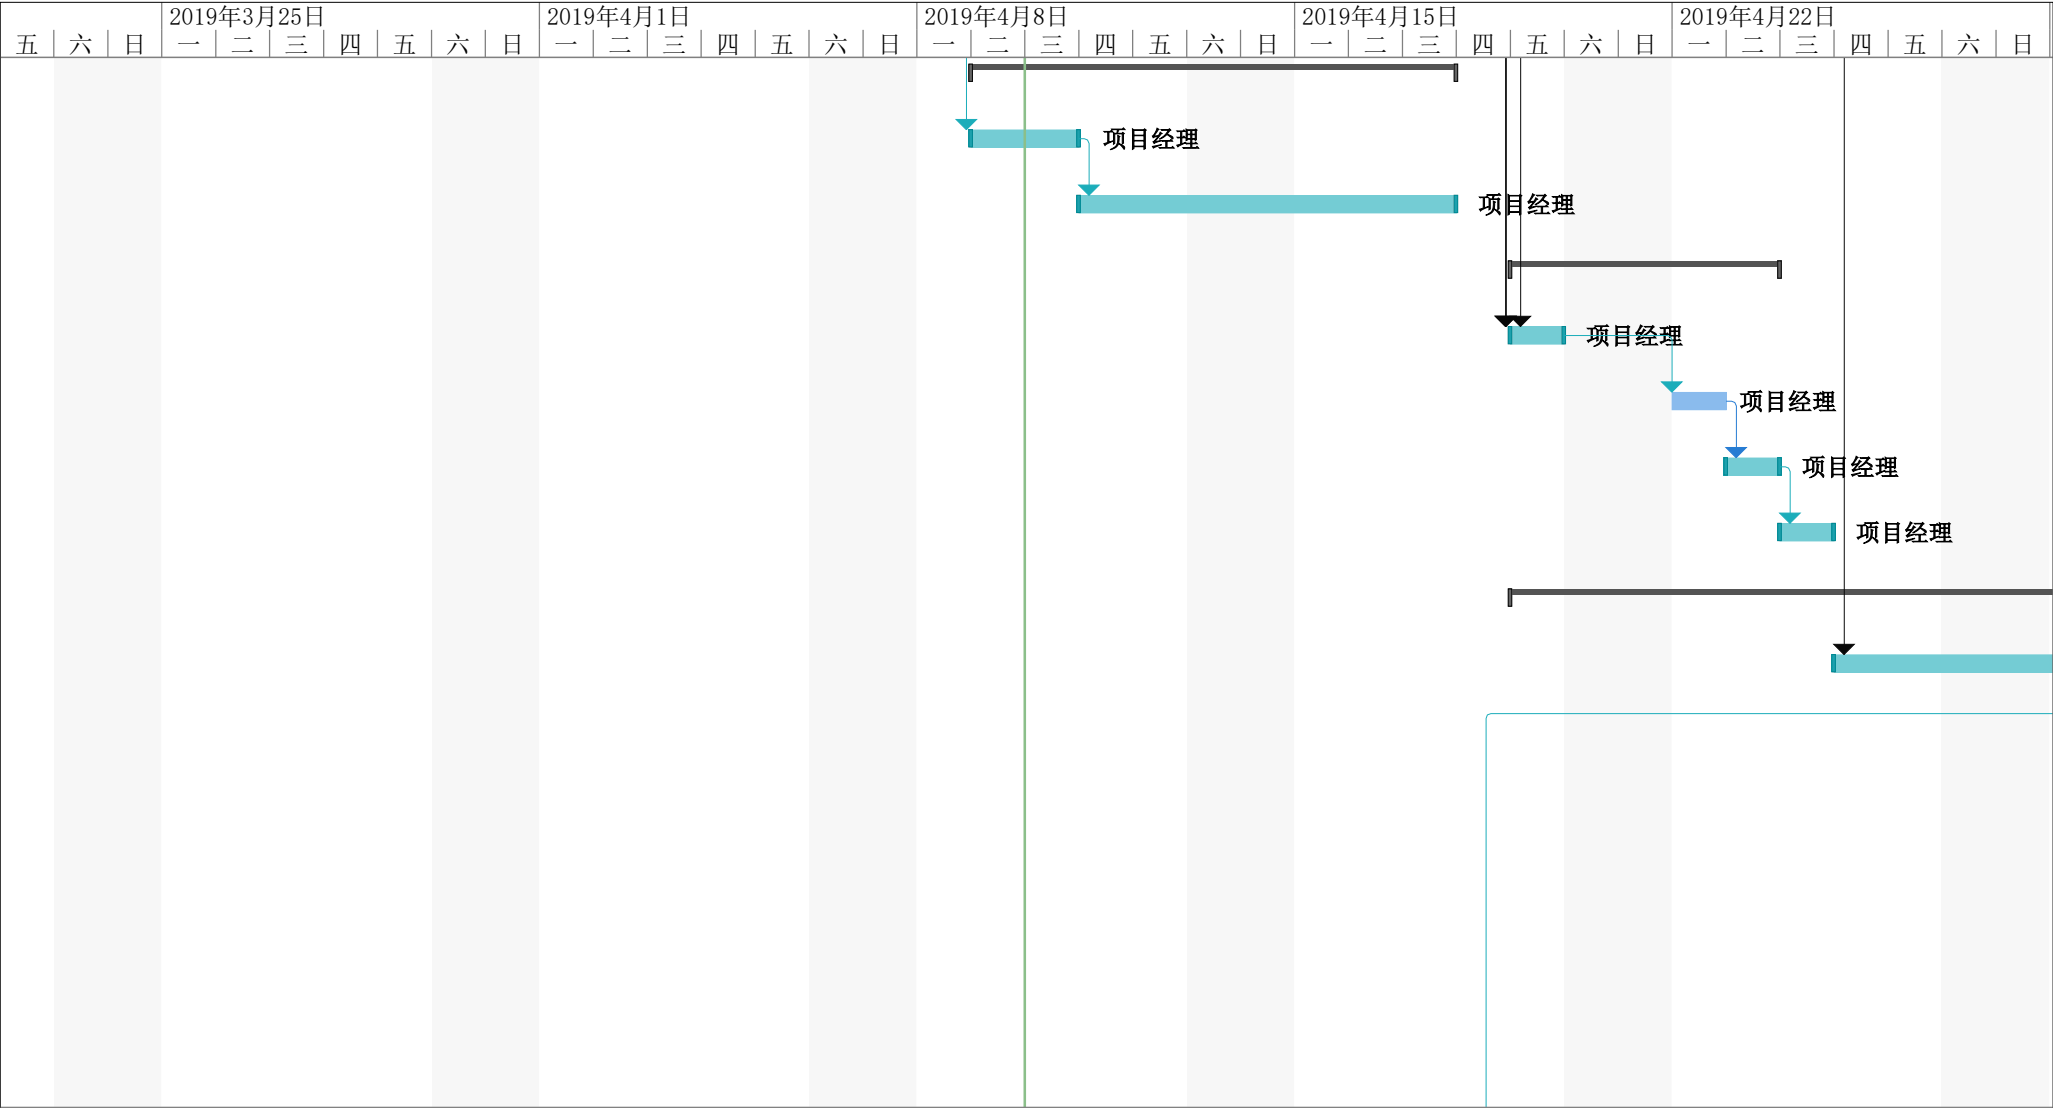 2019年3月25日 2019年4月1日 2019年4月8日 2019年4月15日 2019年4月22日
五 六 日 一 二 三 四 五 六 日 一 二 三 四 五 六 日 一 二 三 四 五 六 日 一 二 三 四 五 六 日 一 二 三 四 五 六 日
项目经理
项目经理
项目经理
项目经理
项目经理
项目经理